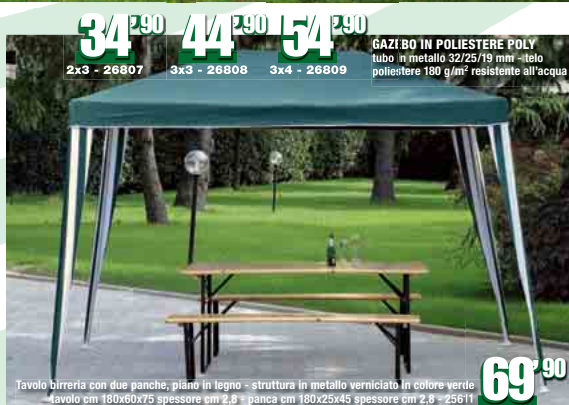 34,90 44,90 54,90
2x3 - 26807 3x3 - 26808 3x4 - 26809
GAZEBO IN POLIESTERE POLY
tubo in metallo 32/25/19 mm - telo
poliestere 180 g/m² resistente all'acqua
69,90
Tavolo birreria con due panche, piano in legno - struttura in metallo verniciato in colore verde
tavolo cm 180x60x75 spessore cm 2,8 - panca cm 180x25x45 spessore cm 2,8 - 25611